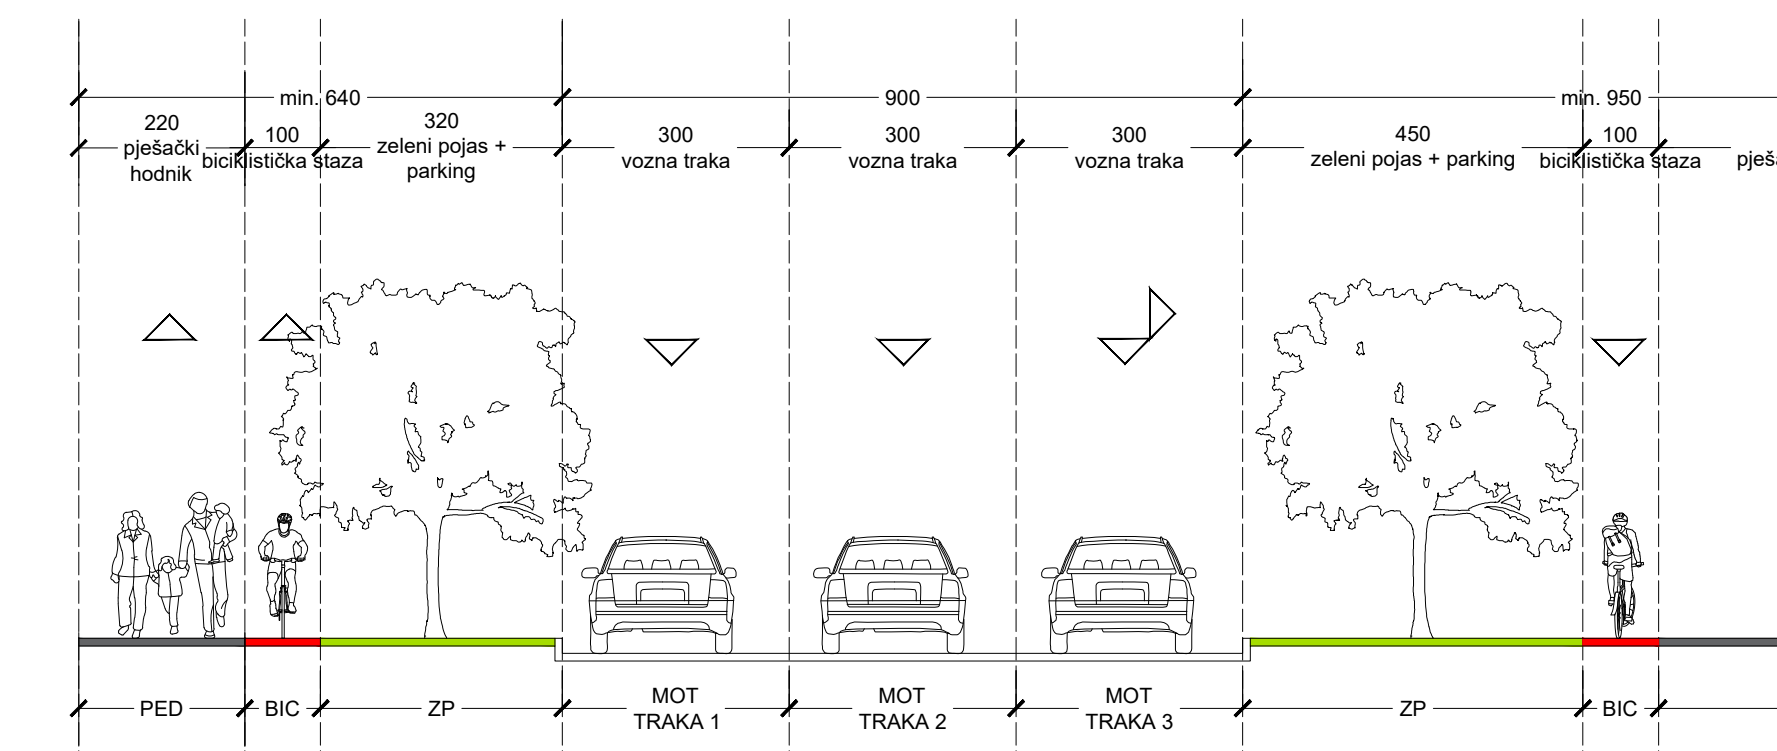 min. 640
900
min. 950
220
pješački
hodnik
100
biciklistička staza
320
zeleni pojas +
parking
300
vozna traka
300
vozna traka
300
vozna traka
450
zeleni pojas + parking
100
biciklistička staza
PED
BIC
ZP
MOT
TRAKA 1
MOT
TRAKA 2
MOT
TRAKA 3
ZP
BIC